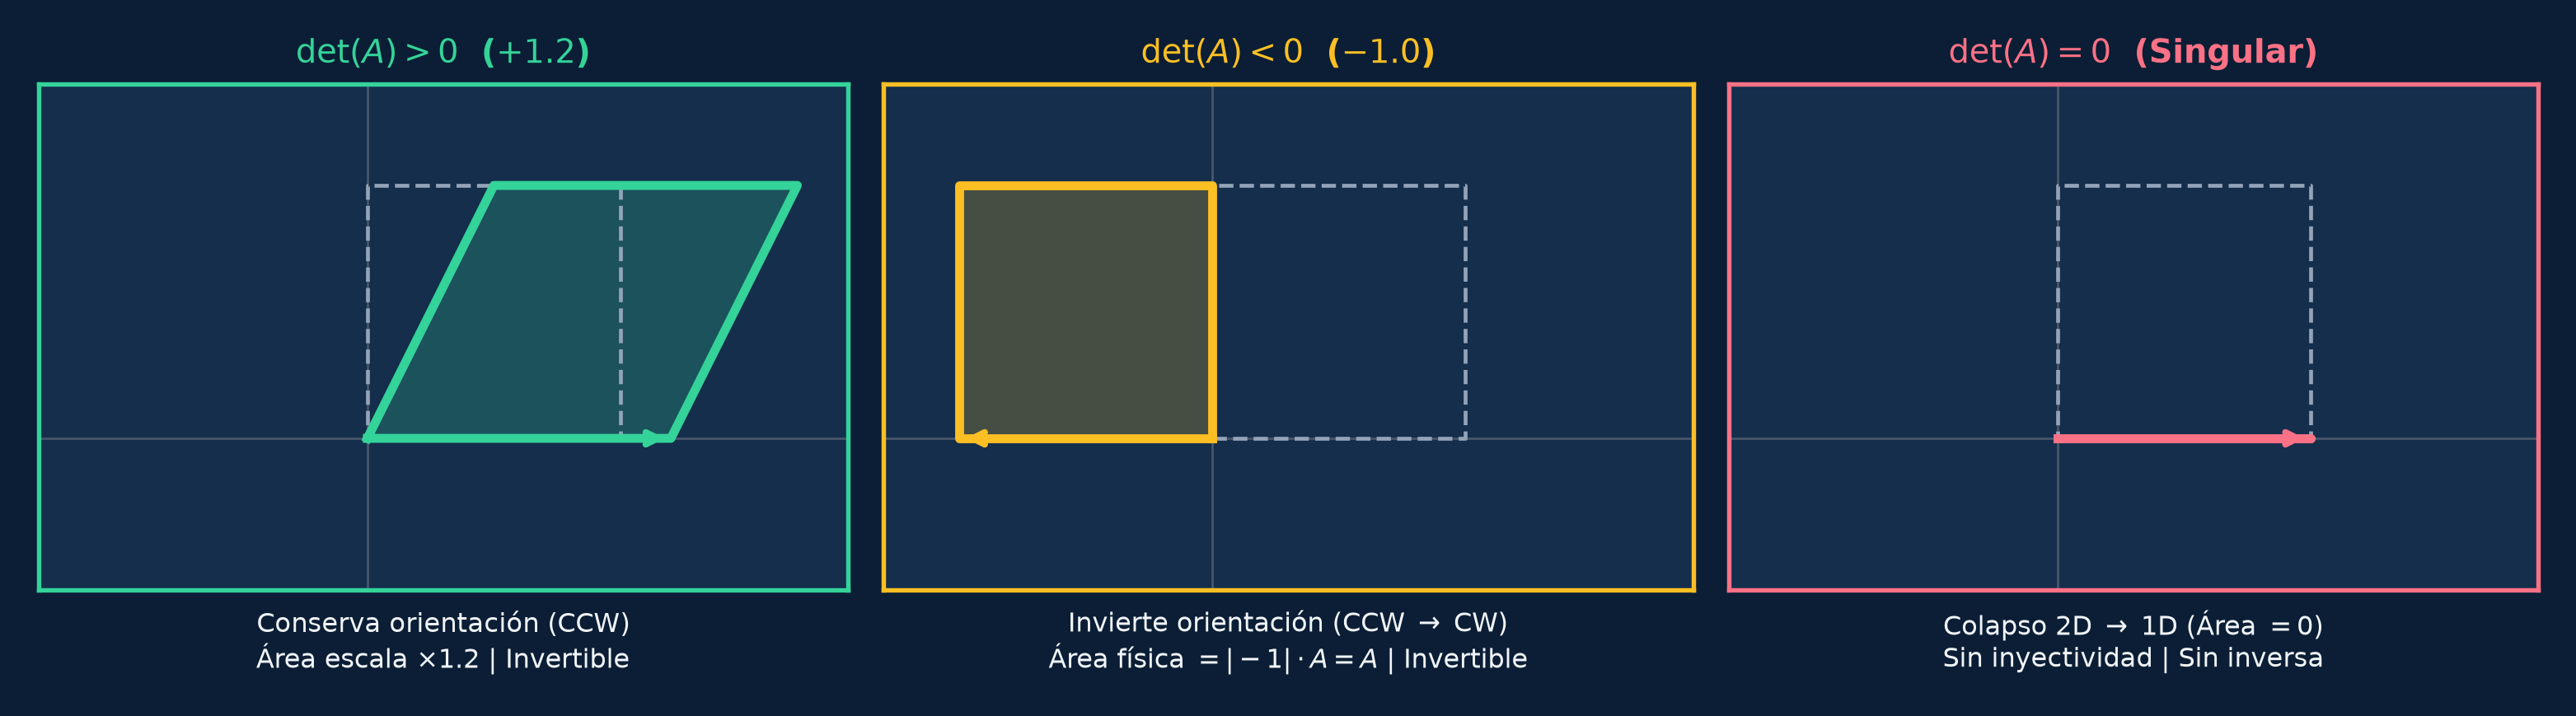 det(A) > 0 (+1.2)
Conserva orientación (CCW)
Área escala ×1.2 | Invertible
det(A) < 0 (−1.0)
Invierte orientación (CCW → CW)
Área física = |−1| · A = A | Invertible
det(A) = 0 (Singular)
Colapso 2D → 1D (Área = 0)
Sin inyectividad | Sin inversa